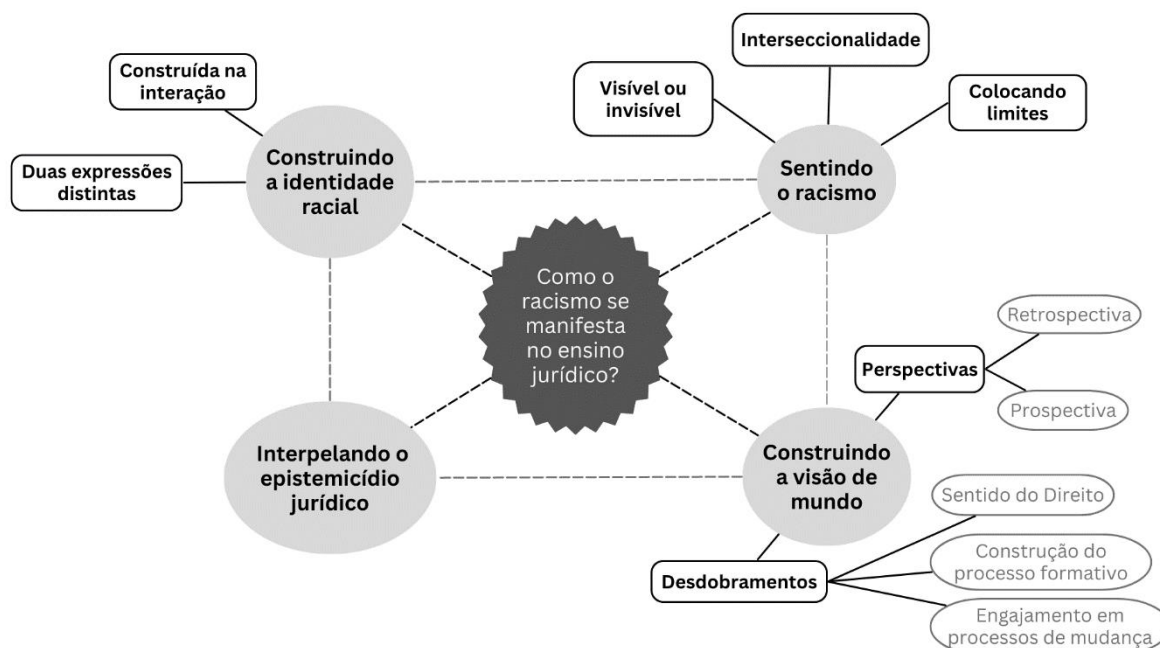 Interseccionalidade
Construída na
interação
Visível ou
invisível
Colocando
limites
Duas expressões
distintas
Construindo
a identidade
racial
Sentindo
o racismo
Como o
racismo se
manifesta
no ensino
jurídico?
Retrospectiva
Perspectivas
Prospectiva
Interpelando o
epistemicídio
jurídico
Construindo
a visão de
mundo
Sentido do Direito
Desdobramentos
Construção do
processo formativo
Engajamento em
processos de mudança